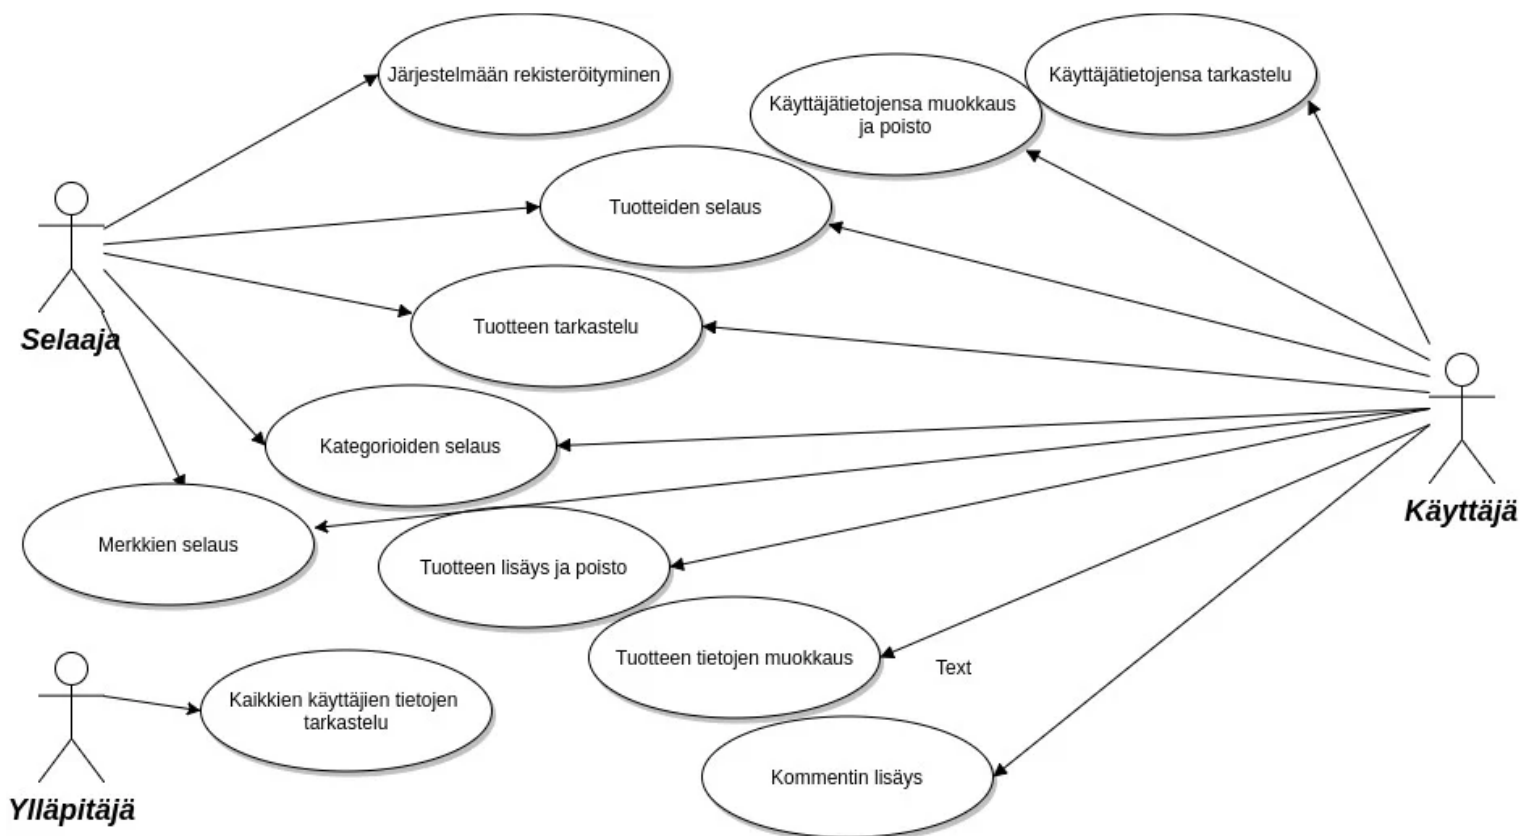 Järjestelmään rekisteröityminen
Käyttäjätietojensa tarkastelu
Käyttäjätietojensa muokkaus
ja poisto
Tuotteiden selaus
Tuotteen tarkastelu
Selaaja
Kategorioiden selaus
Käyttäjä
Merkkien selaus
Tuotteen lisäys ja poisto
Tuotteen tietojen muokkaus
Text
Kaikkien käyttäjien tietojen
tarkastelu
Kommentin lisäys
Ylläpitäjä